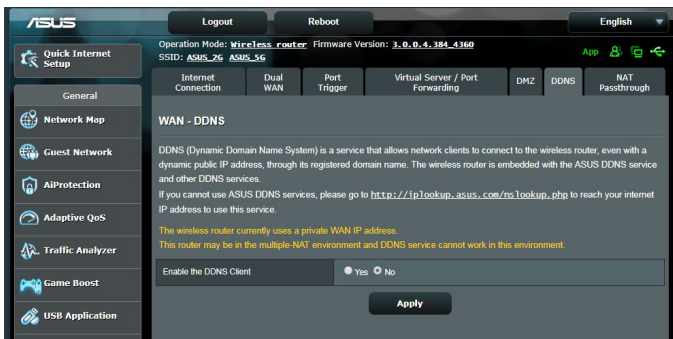 ASUS
Logout
Reboot
English
Quick Internet
Setup
Operation Mode: Wireless router Firmware Version: 3.0.0.4.384_4360
SSID: ASUS_2G ASUS_5G
App
General
Network Map
Guest Network
AiProtection
Adaptive QoS
Traffic Analyzer
Game Boost
USB Application
Internet
Connection
Dual
WAN
Port
Trigger
Virtual Server / Port
Forwarding
DMZ
DDNS
NAT
Passthrough
WAN - DDNS
DDNS (Dynamic Domain Name System) is a service that allows network clients to connect to the wireless router, even with a
dynamic public IP address, through its registered domain name. The wireless router is embedded with the ASUS DDNS service
and other DDNS services.
If you cannot use ASUS DDNS services, please go to http://iplookup.asus.com/nslookup.php to reach your internet
IP address to use this service.
The wireless router currently uses a private WAN IP address.
This router may be in the multiple-NAT environment and DDNS service cannot work in this environment.
Enable the DDNS Client
Yes No
Apply